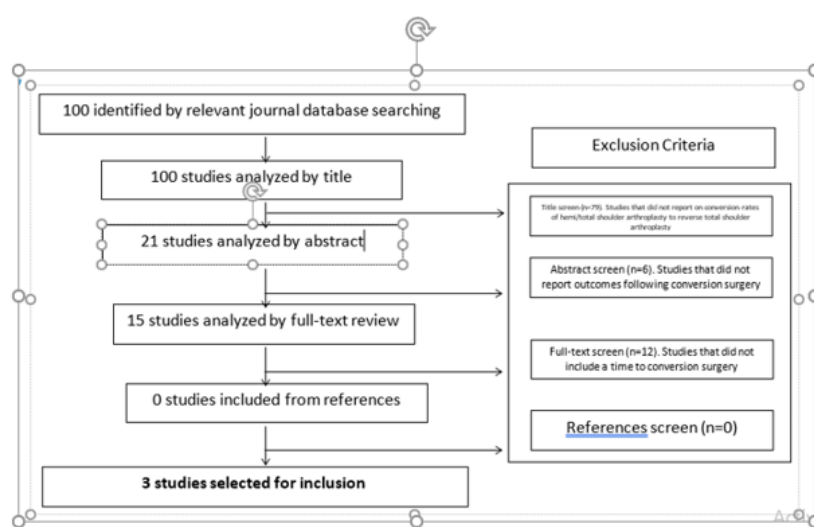 100 identified by relevant journal database searching
Exclusion Criteria
100 studies analyzed by title
Title screen (n=79). Studies that did not report on conversion rates
of hemi/total shoulder arthroplasty to reverse total shoulder
arthroplasty
21 studies analyzed by abstract
Abstract screen (n=6). Studies that did not
report outcomes following conversion surgery
15 studies analyzed by full-text review
Full-text screen (n=12). Studies that did not
include a time to conversion surgery
0 studies included from references
References screen (n=0)
3 studies selected for inclusion